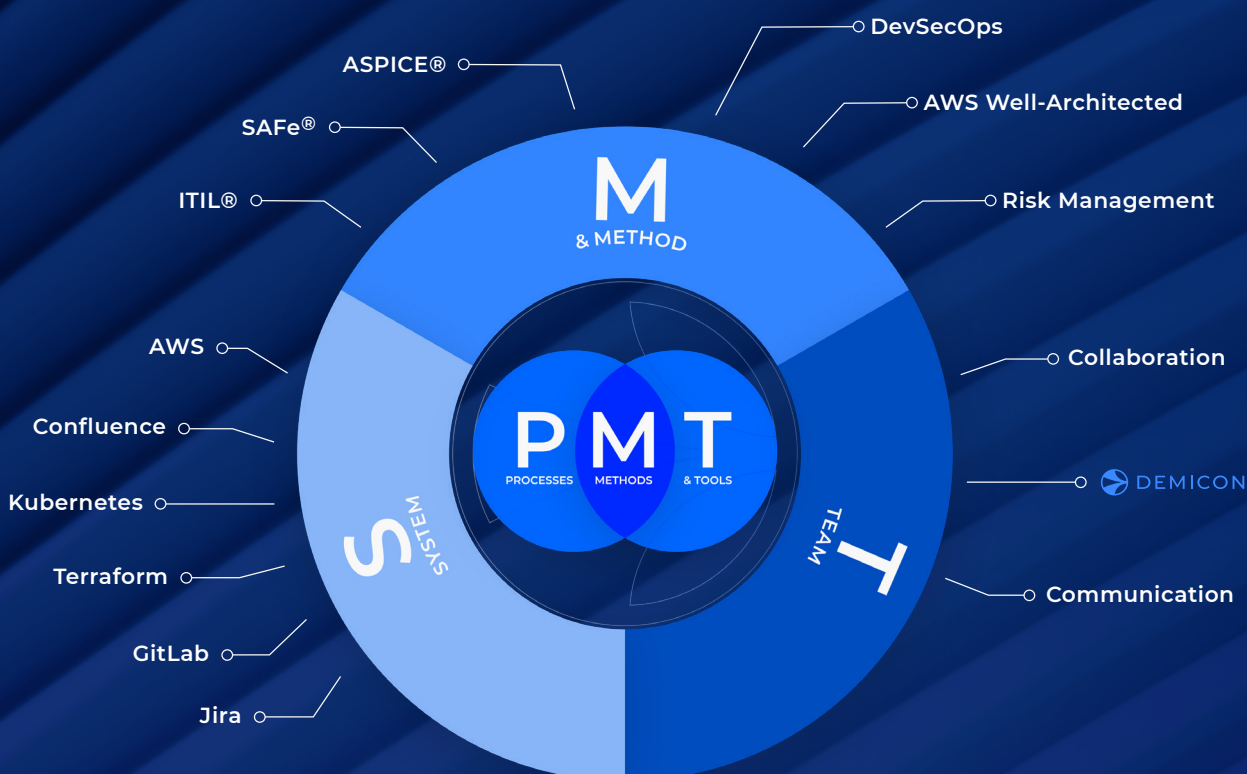 DevSecOps
ASPICE®
AWS Well-Architected
SAFe®
ITIL®
Risk Management
M
& METHOD
AWS
Collaboration
Confluence
P M T
PROCESSES METHODS & TOOLS
Kubernetes
DEMICON
S
SYSTEM
T
TEAM
Terraform
Communication
GitLab
Jira